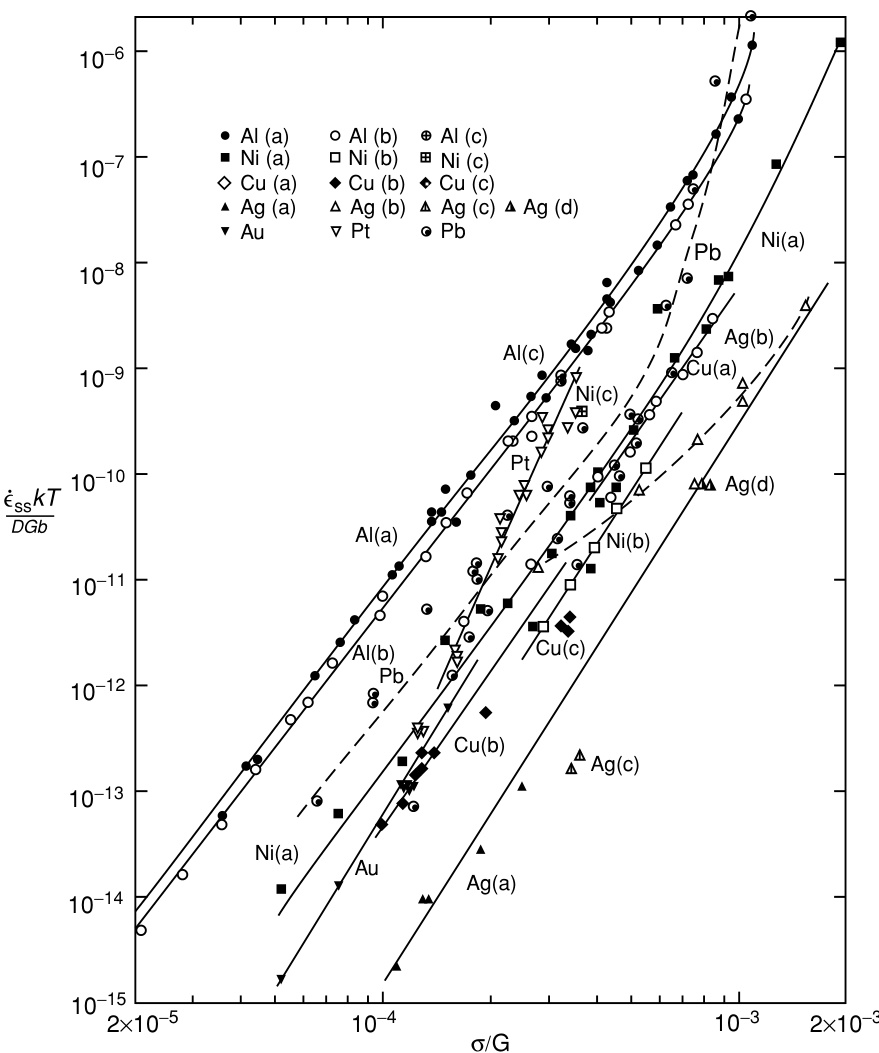 10⁻⁶
10⁻⁷
10⁻⁸
10⁻⁹
10⁻¹⁰
10⁻¹¹
10⁻¹²
10⁻¹³
10⁻¹⁴
10⁻¹⁵
ε̇ss kT
DGb
Al (a) Al (b) Al (c)
Ni (a) Ni (b) Ni (c)
Cu (a) Cu (b) Cu (c)
Ag (a) Ag (b) Ag (c) Ag (d)
Au Pt Pb
Ni(a)
Pb
Ag(b)
Al(c)
Cu(a)
Ni(c)
Pt
Ag(d)
Al(a)
Ni(b)
Cu(c)
Al(b)
Pb
Cu(b)
Ag(c)
Ni(a)
Au
Ag(a)
2×10⁻⁵ 10⁻⁴ 10⁻³ 2×10⁻³
σ/G